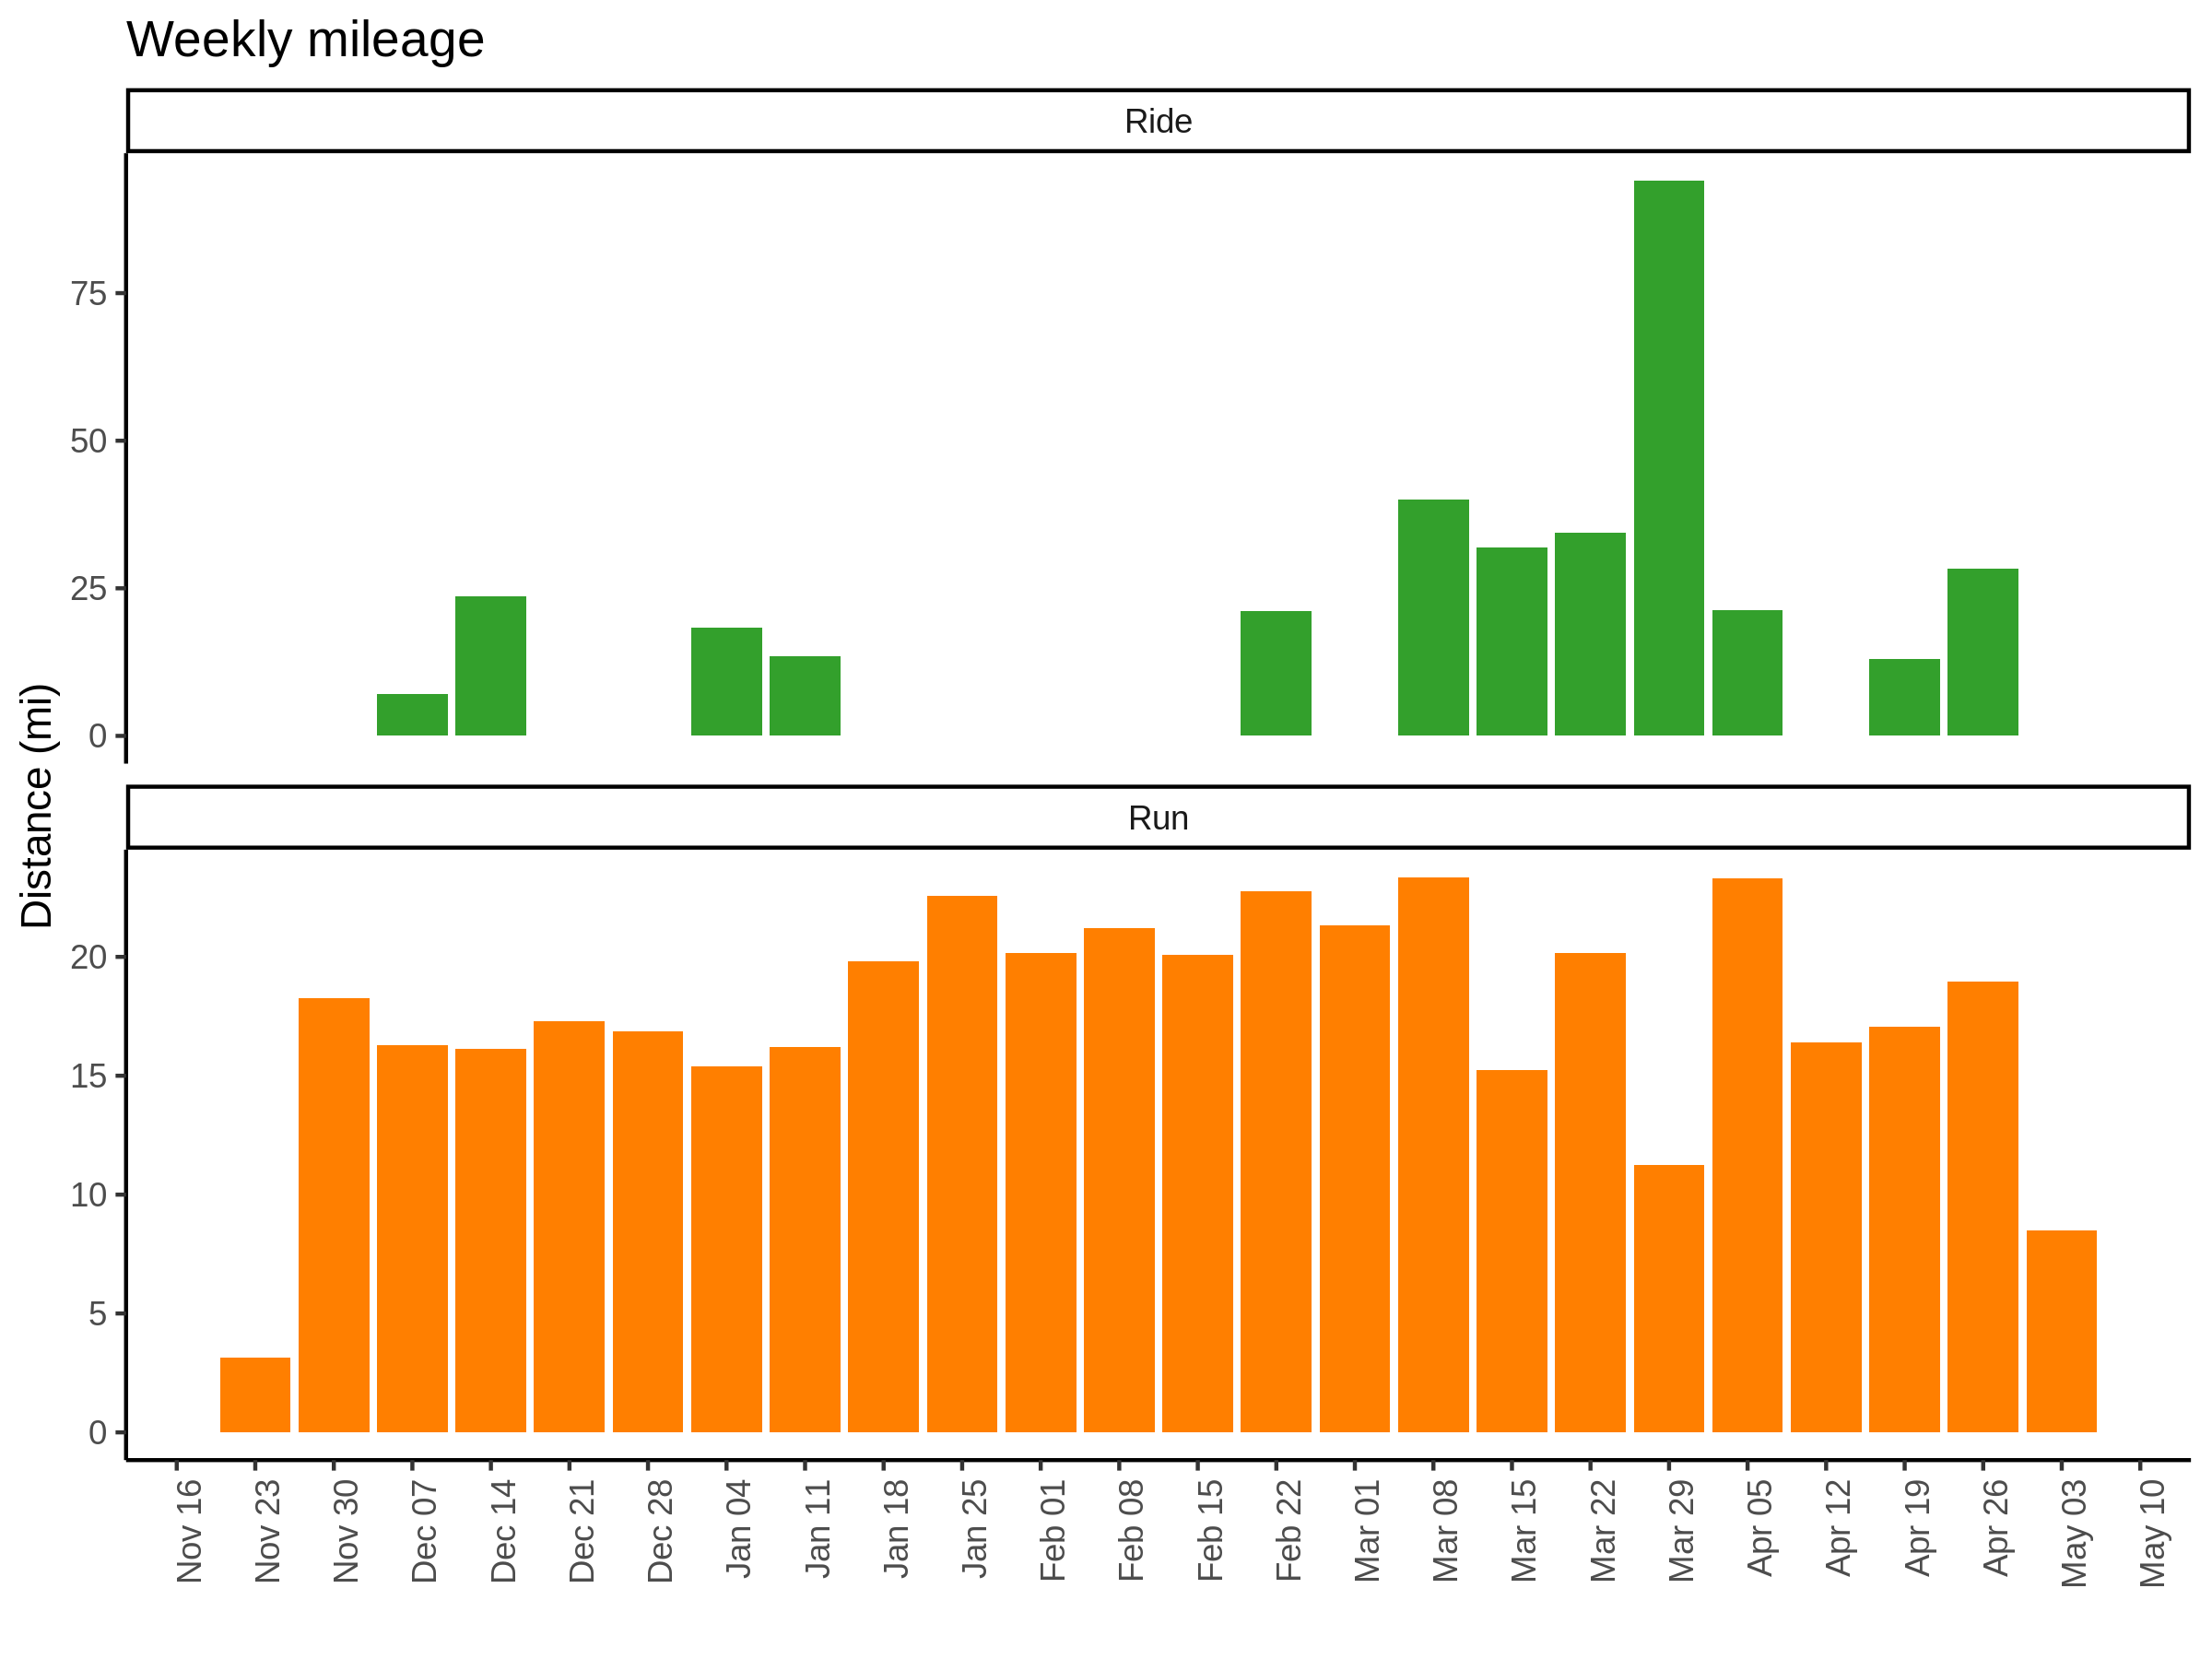 Weekly mileage
Ride
75
50
25
0
Distance (mi)
Run
20
15
10
5
0
Nov 16
Nov 23
Nov 30
Dec 07
Dec 14
Dec 21
Dec 28
Jan 04
Jan 11
Jan 18
Jan 25
Feb 01
Feb 08
Feb 15
Feb 22
Mar 01
Mar 08
Mar 15
Mar 22
Mar 29
Apr 05
Apr 12
Apr 19
Apr 26
May 03
May 10